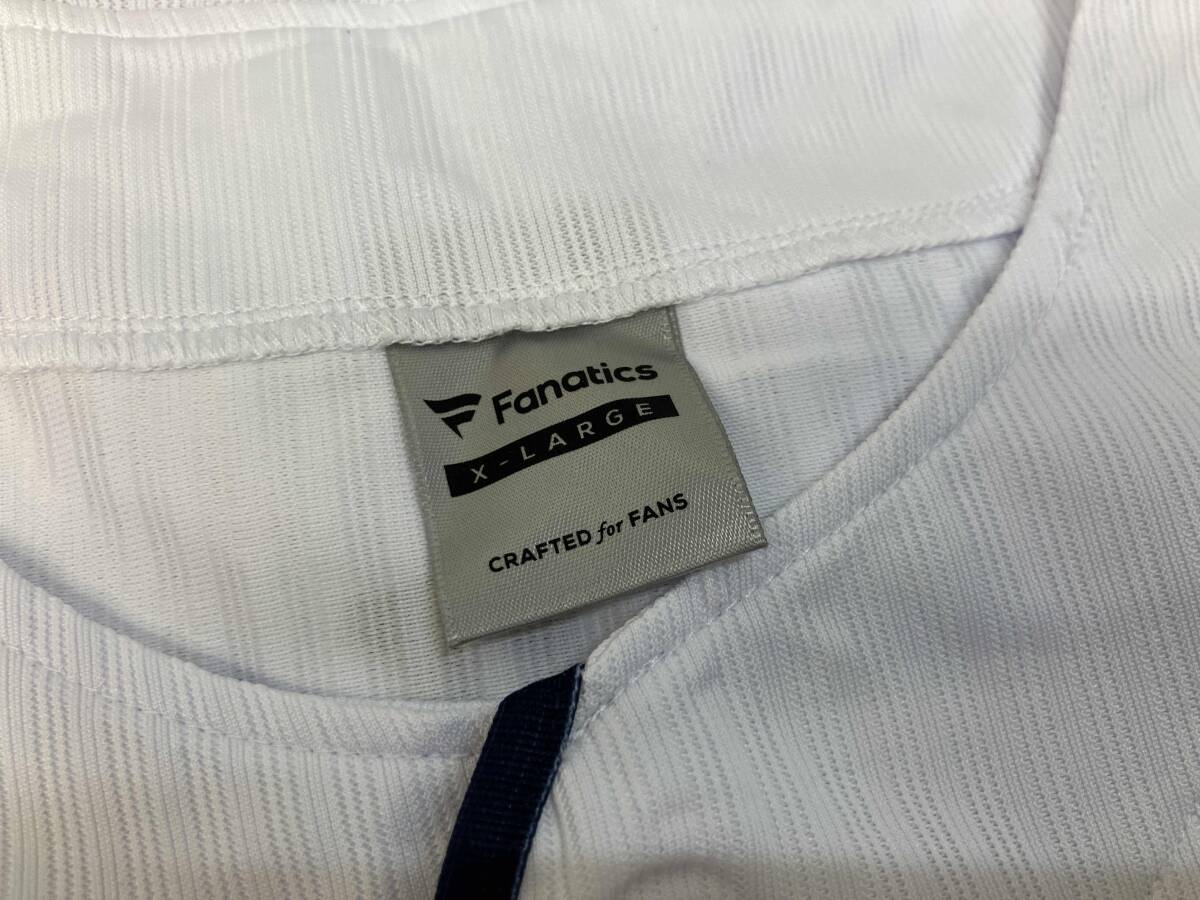 Fanatics
X-LARGE
CRAFTED for FANS